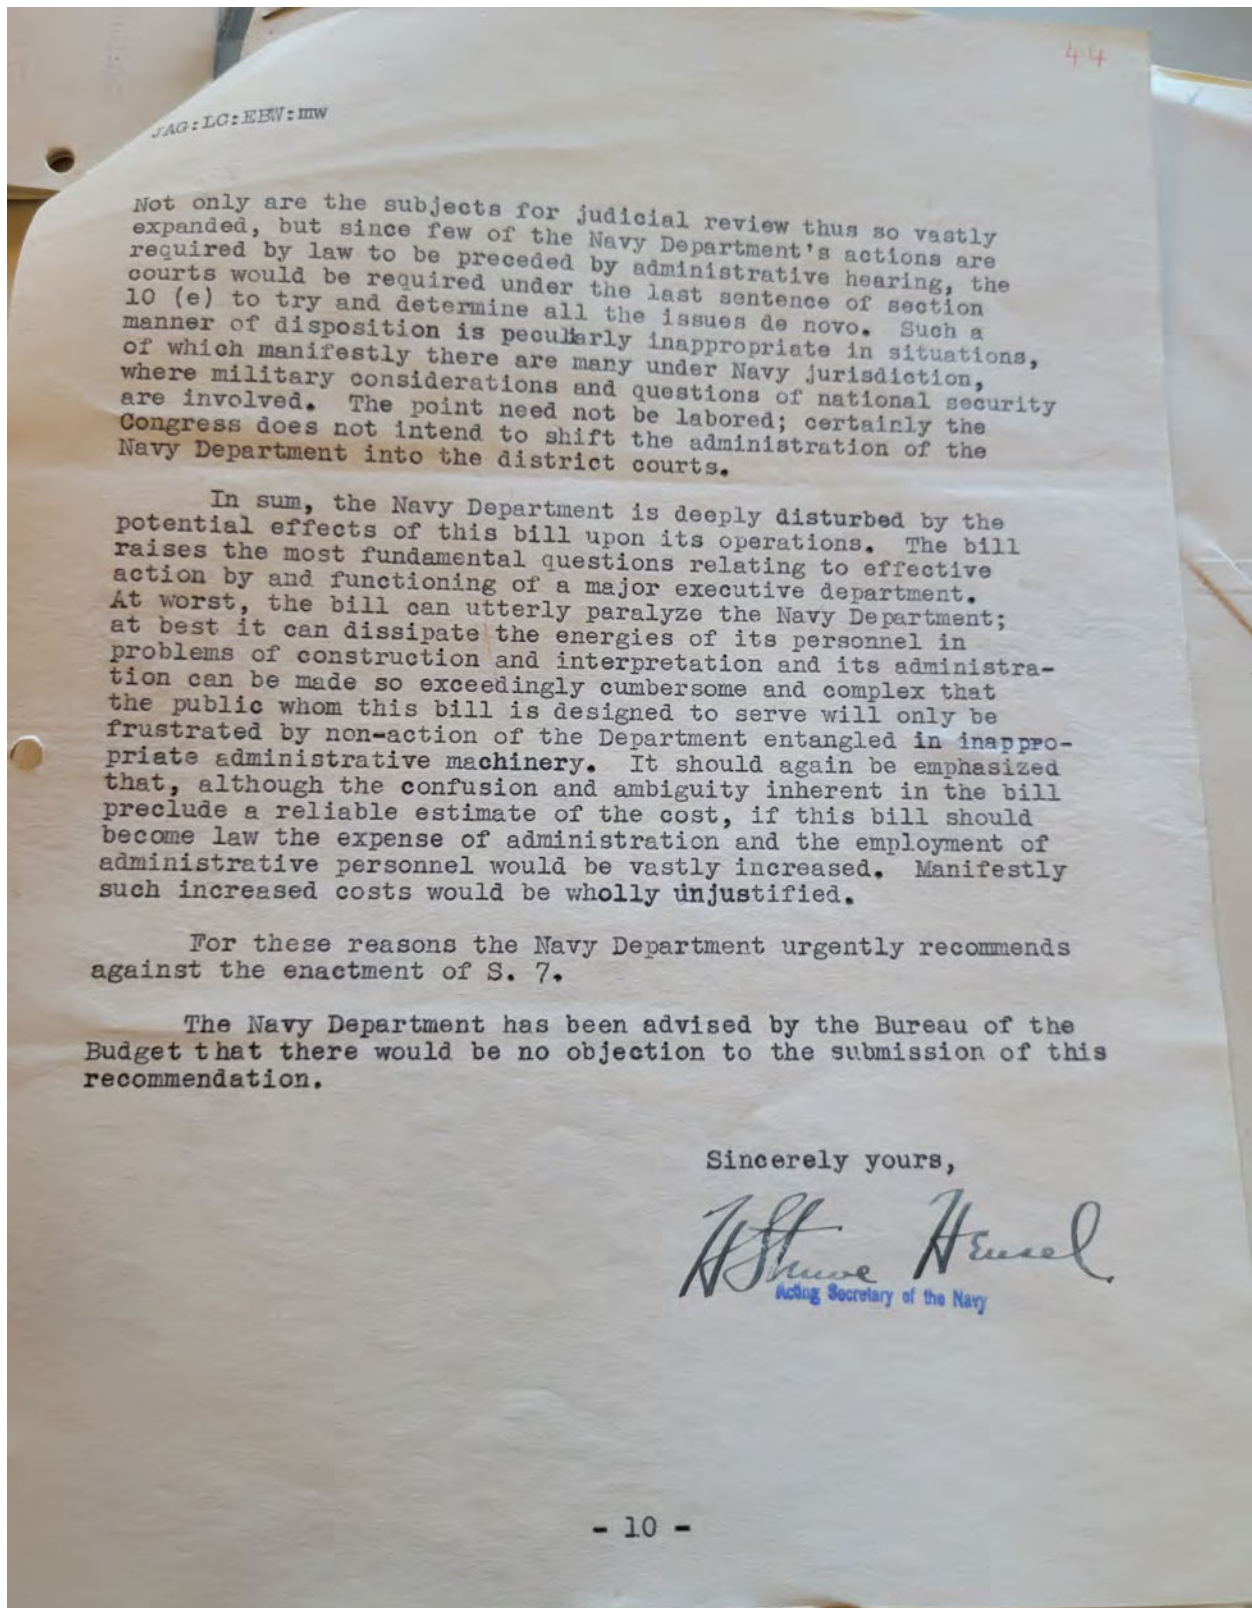 44
JAG:LC:EBW:mw
Not only are the subjects for judicial review thus so vastly
expanded, but since few of the Navy Department's actions are
required by law to be preceded by administrative hearing, the
courts would be required under the last sentence of section
10 (e) to try and determine all the issues de novo. Such a
manner of disposition is peculiarly inappropriate in situations,
of which manifestly there are many under Navy jurisdiction,
where military considerations and questions of national security
are involved. The point need not be labored; certainly the
Congress does not intend to shift the administration of the
Navy Department into the district courts.
In sum, the Navy Department is deeply disturbed by the
potential effects of this bill upon its operations. The bill
raises the most fundamental questions relating to effective
action by and functioning of a major executive department.
At worst, the bill can utterly paralyze the Navy Department;
at best it can dissipate the energies of its personnel in
problems of construction and interpretation and its administra-
tion can be made so exceedingly cumbersome and complex that
the public whom this bill is designed to serve will only be
frustrated by non-action of the Department entangled in inappro-
priate administrative machinery. It should again be emphasized
that, although the confusion and ambiguity inherent in the bill
preclude a reliable estimate of the cost, if this bill should
become law the expense of administration and the employment of
administrative personnel would be vastly increased. Manifestly
such increased costs would be wholly unjustified.
For these reasons the Navy Department urgently recommends
against the enactment of S. 7.
The Navy Department has been advised by the Bureau of the
Budget that there would be no objection to the submission of this
recommendation.
Sincerely yours,
H Struve Hensel
Acting Secretary of the Navy
- 10 -